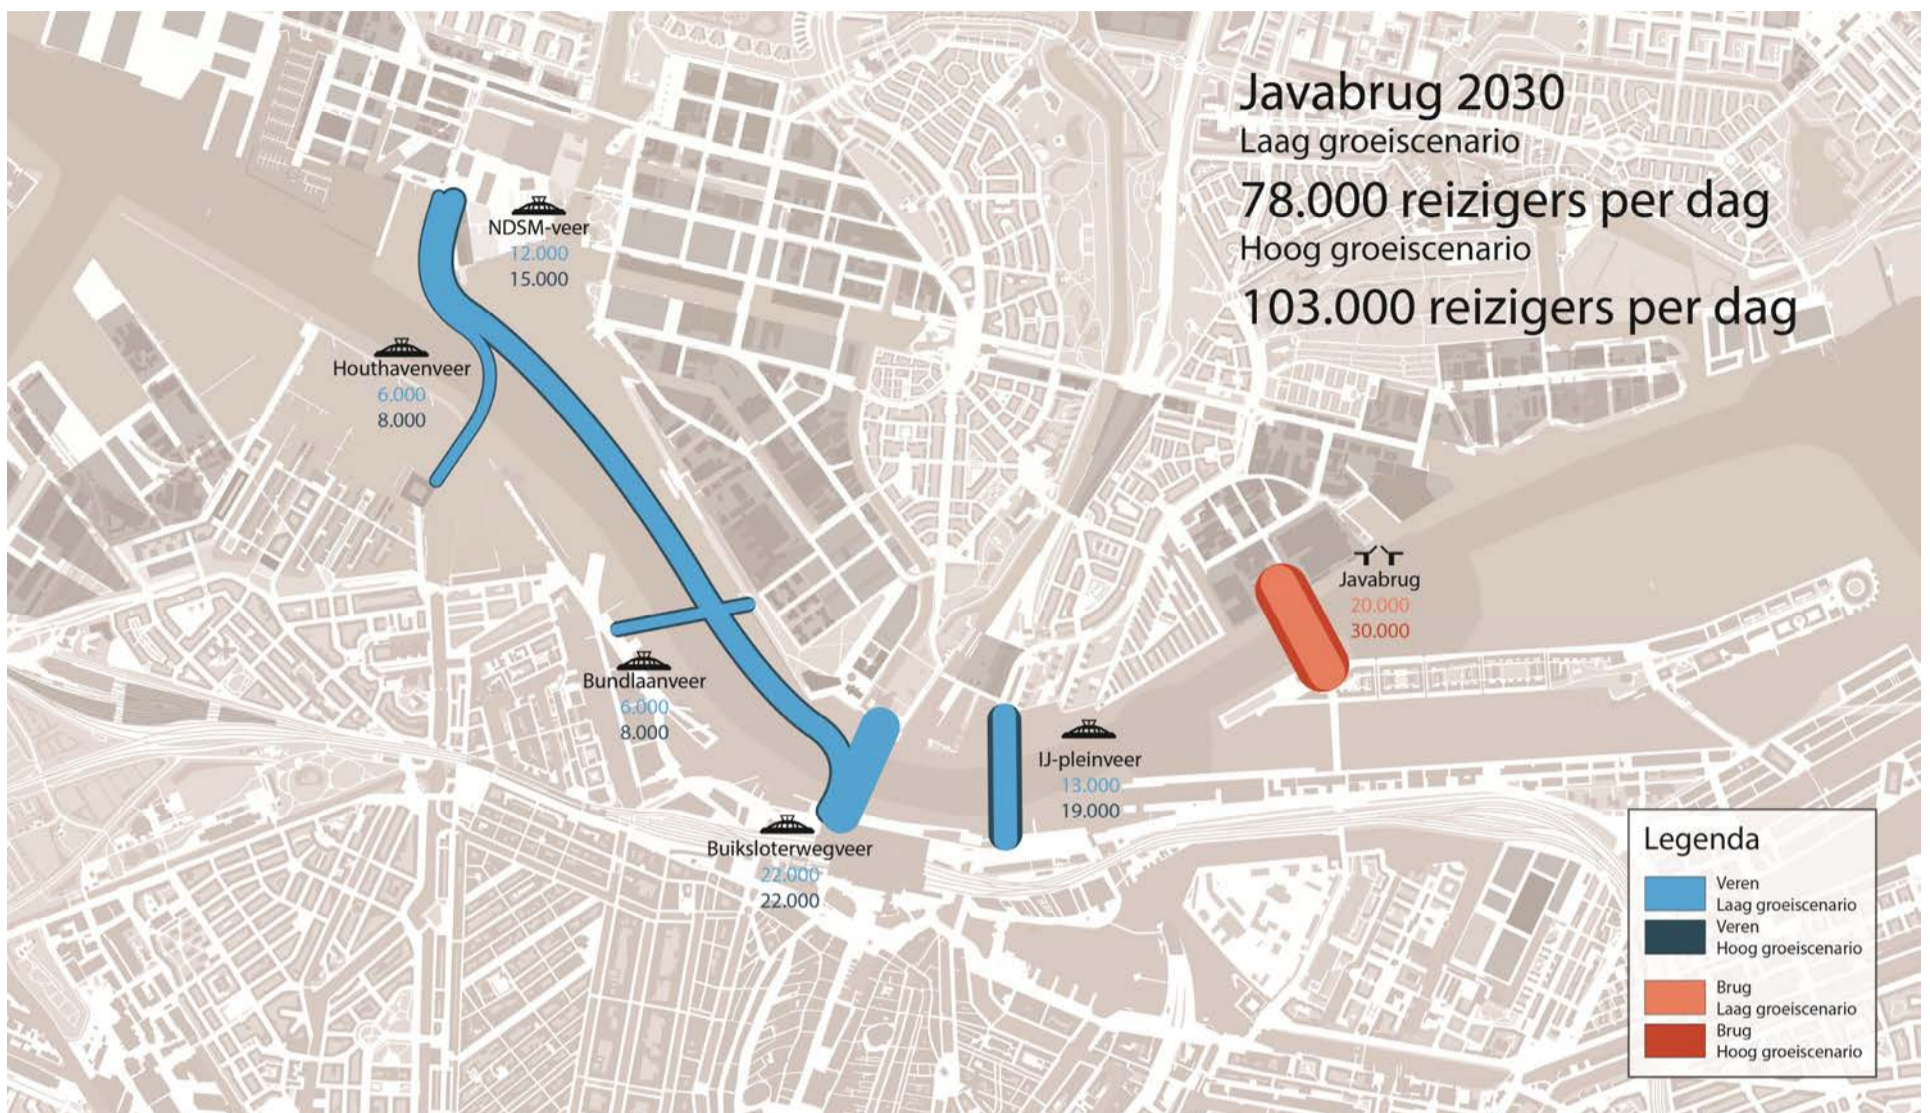 Javabrug 2030
Laag groeiscenario
78.000 reizigers per dag
Hoog groeiscenario
103.000 reizigers per dag
NDSM-veer
12.000
15.000
Houthavenveer
6.000
8.000
Javabrug
20.000
30.000
Bundlaanveer
6.000
8.000
IJ-pleinveer
13.000
19.000
Buiksloterwegveer
22.000
22.000
Legenda
Veren
Laag groeiscenario
Veren
Hoog groeiscenario
Brug
Laag groeiscenario
Brug
Hoog groeiscenario